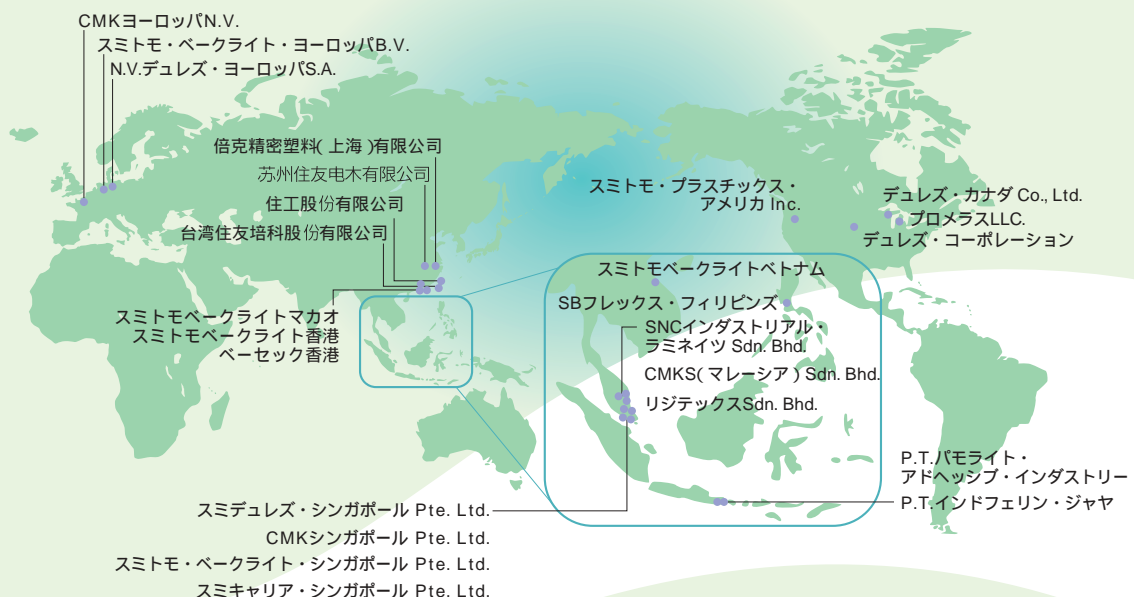 CMKヨーロッパN.V.
スミトモ・ベークライト・ヨーロッパB.V.
N.V.デュレズ・ヨーロッパS.A.
倍克精密塑料( 上海 )有限公司
苏州住友电木有限公司
住工股份有限公司
台湾住友培科股份有限公司
スミトモベークライトマカオ
スミトモベークライト香港
ベーセック香港
スミトモ・プラスチックス・
アメリカ Inc.
デュレズ・カナダ Co., Ltd.
プロメラスLLC.
デュレズ・コーポレーション
スミトモベークライトベトナム
SBフレックス・フィリピンズ
SNCインダストリアル・
ラミネイツ Sdn. Bhd.
CMKS( マレーシア ) Sdn. Bhd.
リジテックスSdn. Bhd.
P.T.パモライト・
アドヘッシブ・インダストリー
P.T.インドフェリン・ジャヤ
スミデュレズ・シンガポール Pte. Ltd.
CMKシンガポール Pte. Ltd.
スミトモ・ベークライト・シンガポール Pte. Ltd.
スミキャリア・シンガポール Pte. Ltd.